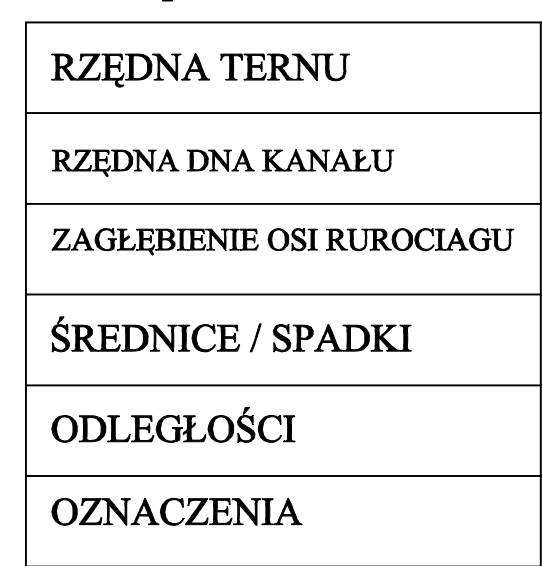 RZĘDNA TERNU
RZĘDNA DNA KANAŁU
ZAGŁĘBIENIE OSI RUROCIAGU
ŚREDNICE / SPADKI
ODLEGŁOŚCI
OZNACZENIA